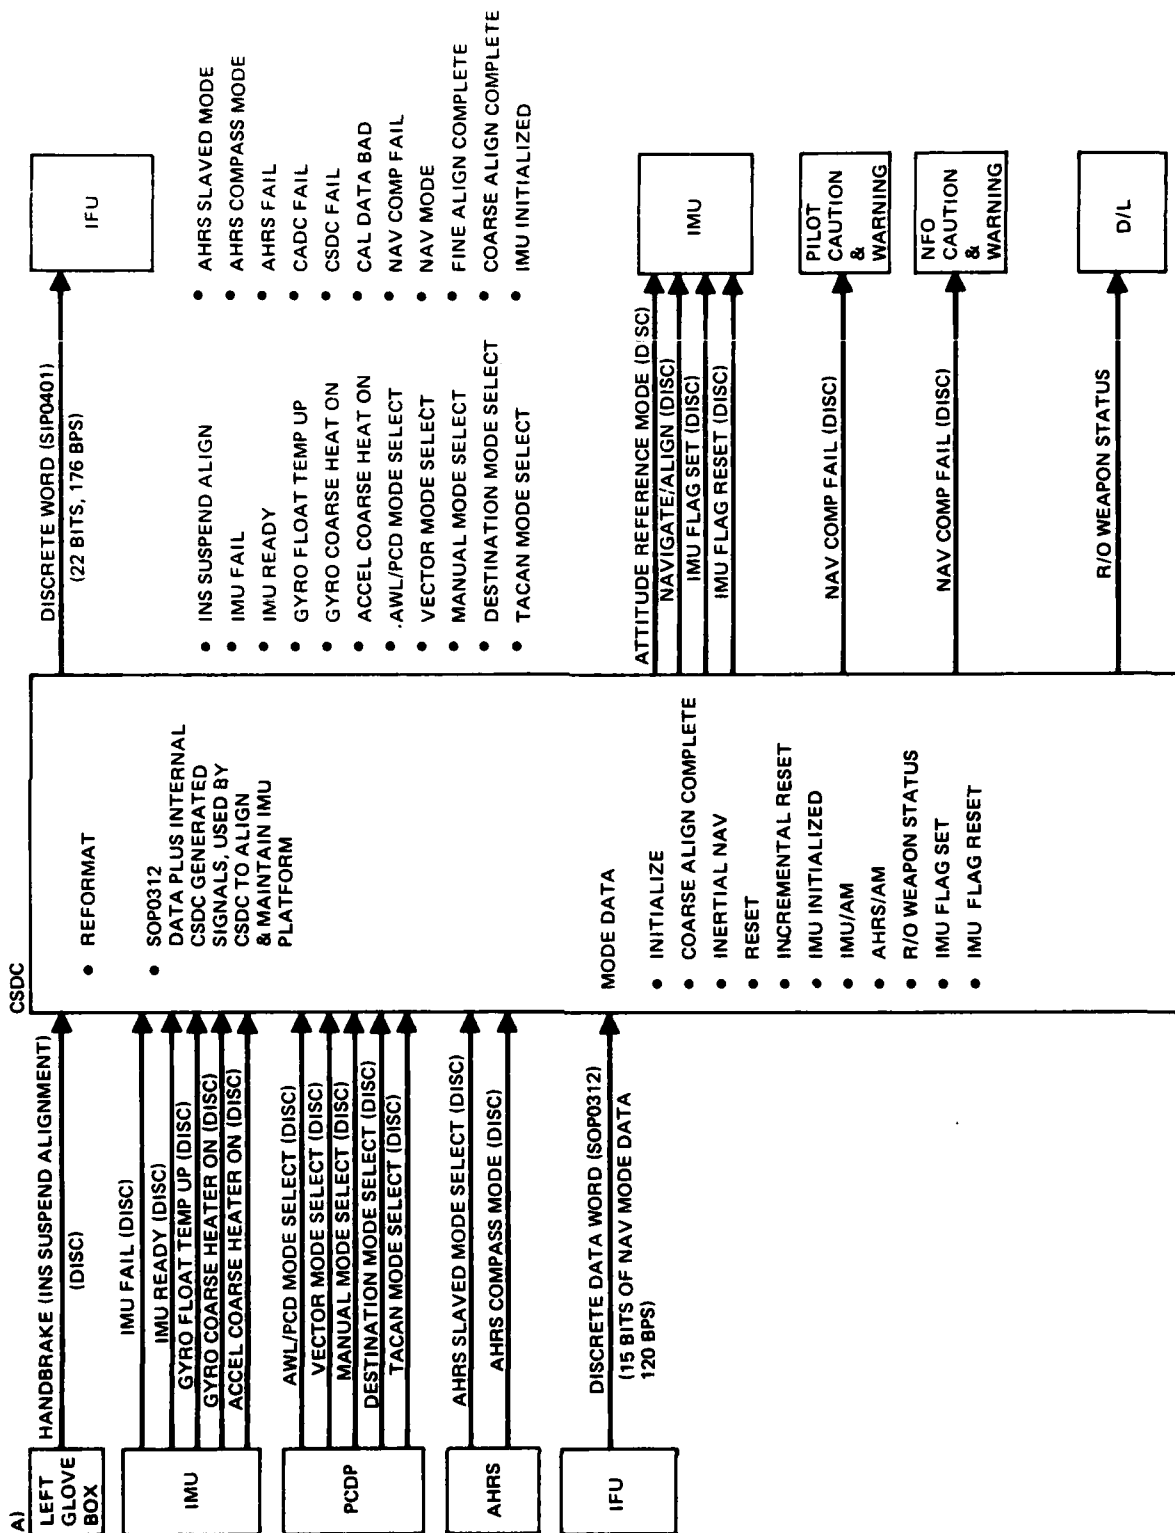 A)
CSDC
LEFT
GLOVE
BOX
HANDBRAKE (INS SUSPEND ALIGNMENT)
(DISC)
IMU
IMU FAIL (DISC)
IMU READY (DISC)
GYRO FLOAT TEMP UP (DISC)
GYRO COARSE HEATER ON (DISC)
ACCEL COARSE HEATER ON (DISC)
PCDP
AWL/PCD MODE SELECT (DISC)
VECTOR MODE SELECT (DISC)
MANUAL MODE SELECT (DISC)
DESTINATION MODE SELECT (DISC)
TACAN MODE SELECT (DISC)
AHRS
AHRS SLAVED MODE SELECT (DISC)
AHRS COMPASS MODE (DISC)
IFU
DISCRETE DATA WORD (SOP0312)
(15 BITS OF NAV MODE DATA
120 BPS)
• REFORMAT
• SOP0312
DATA PLUS INTERNAL
CSDC GENERATED
SIGNALS, USED BY
CSDC TO ALIGN
& MAINTAIN IMU
PLATFORM
MODE DATA
• INITIALIZE
• COARSE ALIGN COMPLETE
• INERTIAL NAV
• RESET
• INCREMENTAL RESET
• IMU INITIALIZED
• IMU/AM
• AHRS/AM
• R/O WEAPON STATUS
• IMU FLAG SET
• IMU FLAG RESET
DISCRETE WORD (SIP0401)
(22 BITS, 176 BPS)
IFU
• INS SUSPEND ALIGN
• IMU FAIL
• IMU READY
• GYRO FLOAT TEMP UP
• GYRO COARSE HEAT ON
• ACCEL COARSE HEAT ON
• .AWL/PCD MODE SELECT
• VECTOR MODE SELECT
• MANUAL MODE SELECT
• DESTINATION MODE SELECT
• TACAN MODE SELECT
• AHRS SLAVED MODE
• AHRS COMPASS MODE
• AHRS FAIL
• CADC FAIL
• CSDC FAIL
• CAL DATA BAD
• NAV COMP FAIL
• NAV MODE
• FINE ALIGN COMPLETE
• COARSE ALIGN COMPLETE
• IMU INITIALIZED
ATTITUDE REFERENCE MODE (DISC)
NAVIGATE/ALIGN (DISC)
IMU FLAG SET (DISC)
IMU FLAG RESET (DISC)
IMU
NAV COMP FAIL (DISC)
PILOT
CAUTION
&
WARNING
NAV COMP FAIL (DISC)
NFO
CAUTION
&
WARNING
R/O WEAPON STATUS
D/L